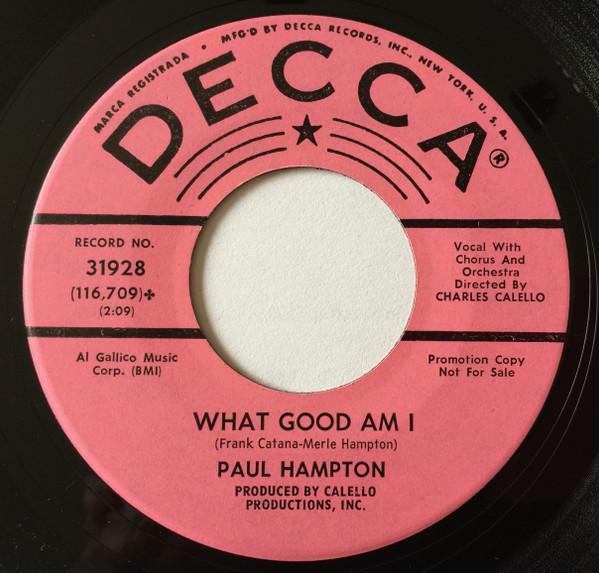 MARCA REGISTRADA • MFG'D BY DECCA RECORDS, INC., NEW YORK, U. S. A.
DECCA®
RECORD NO.
31928
(116,709)✤
(2:09)
Vocal With
Chorus And
Orchestra
Directed By
CHARLES CALELLO
Al Gallico Music
Corp. (BMI)
Promotion Copy
Not For Sale
WHAT GOOD AM I
(Frank Catana-Merle Hampton)
PAUL HAMPTON
PRODUCED BY CALELLO
PRODUCTIONS, INC.